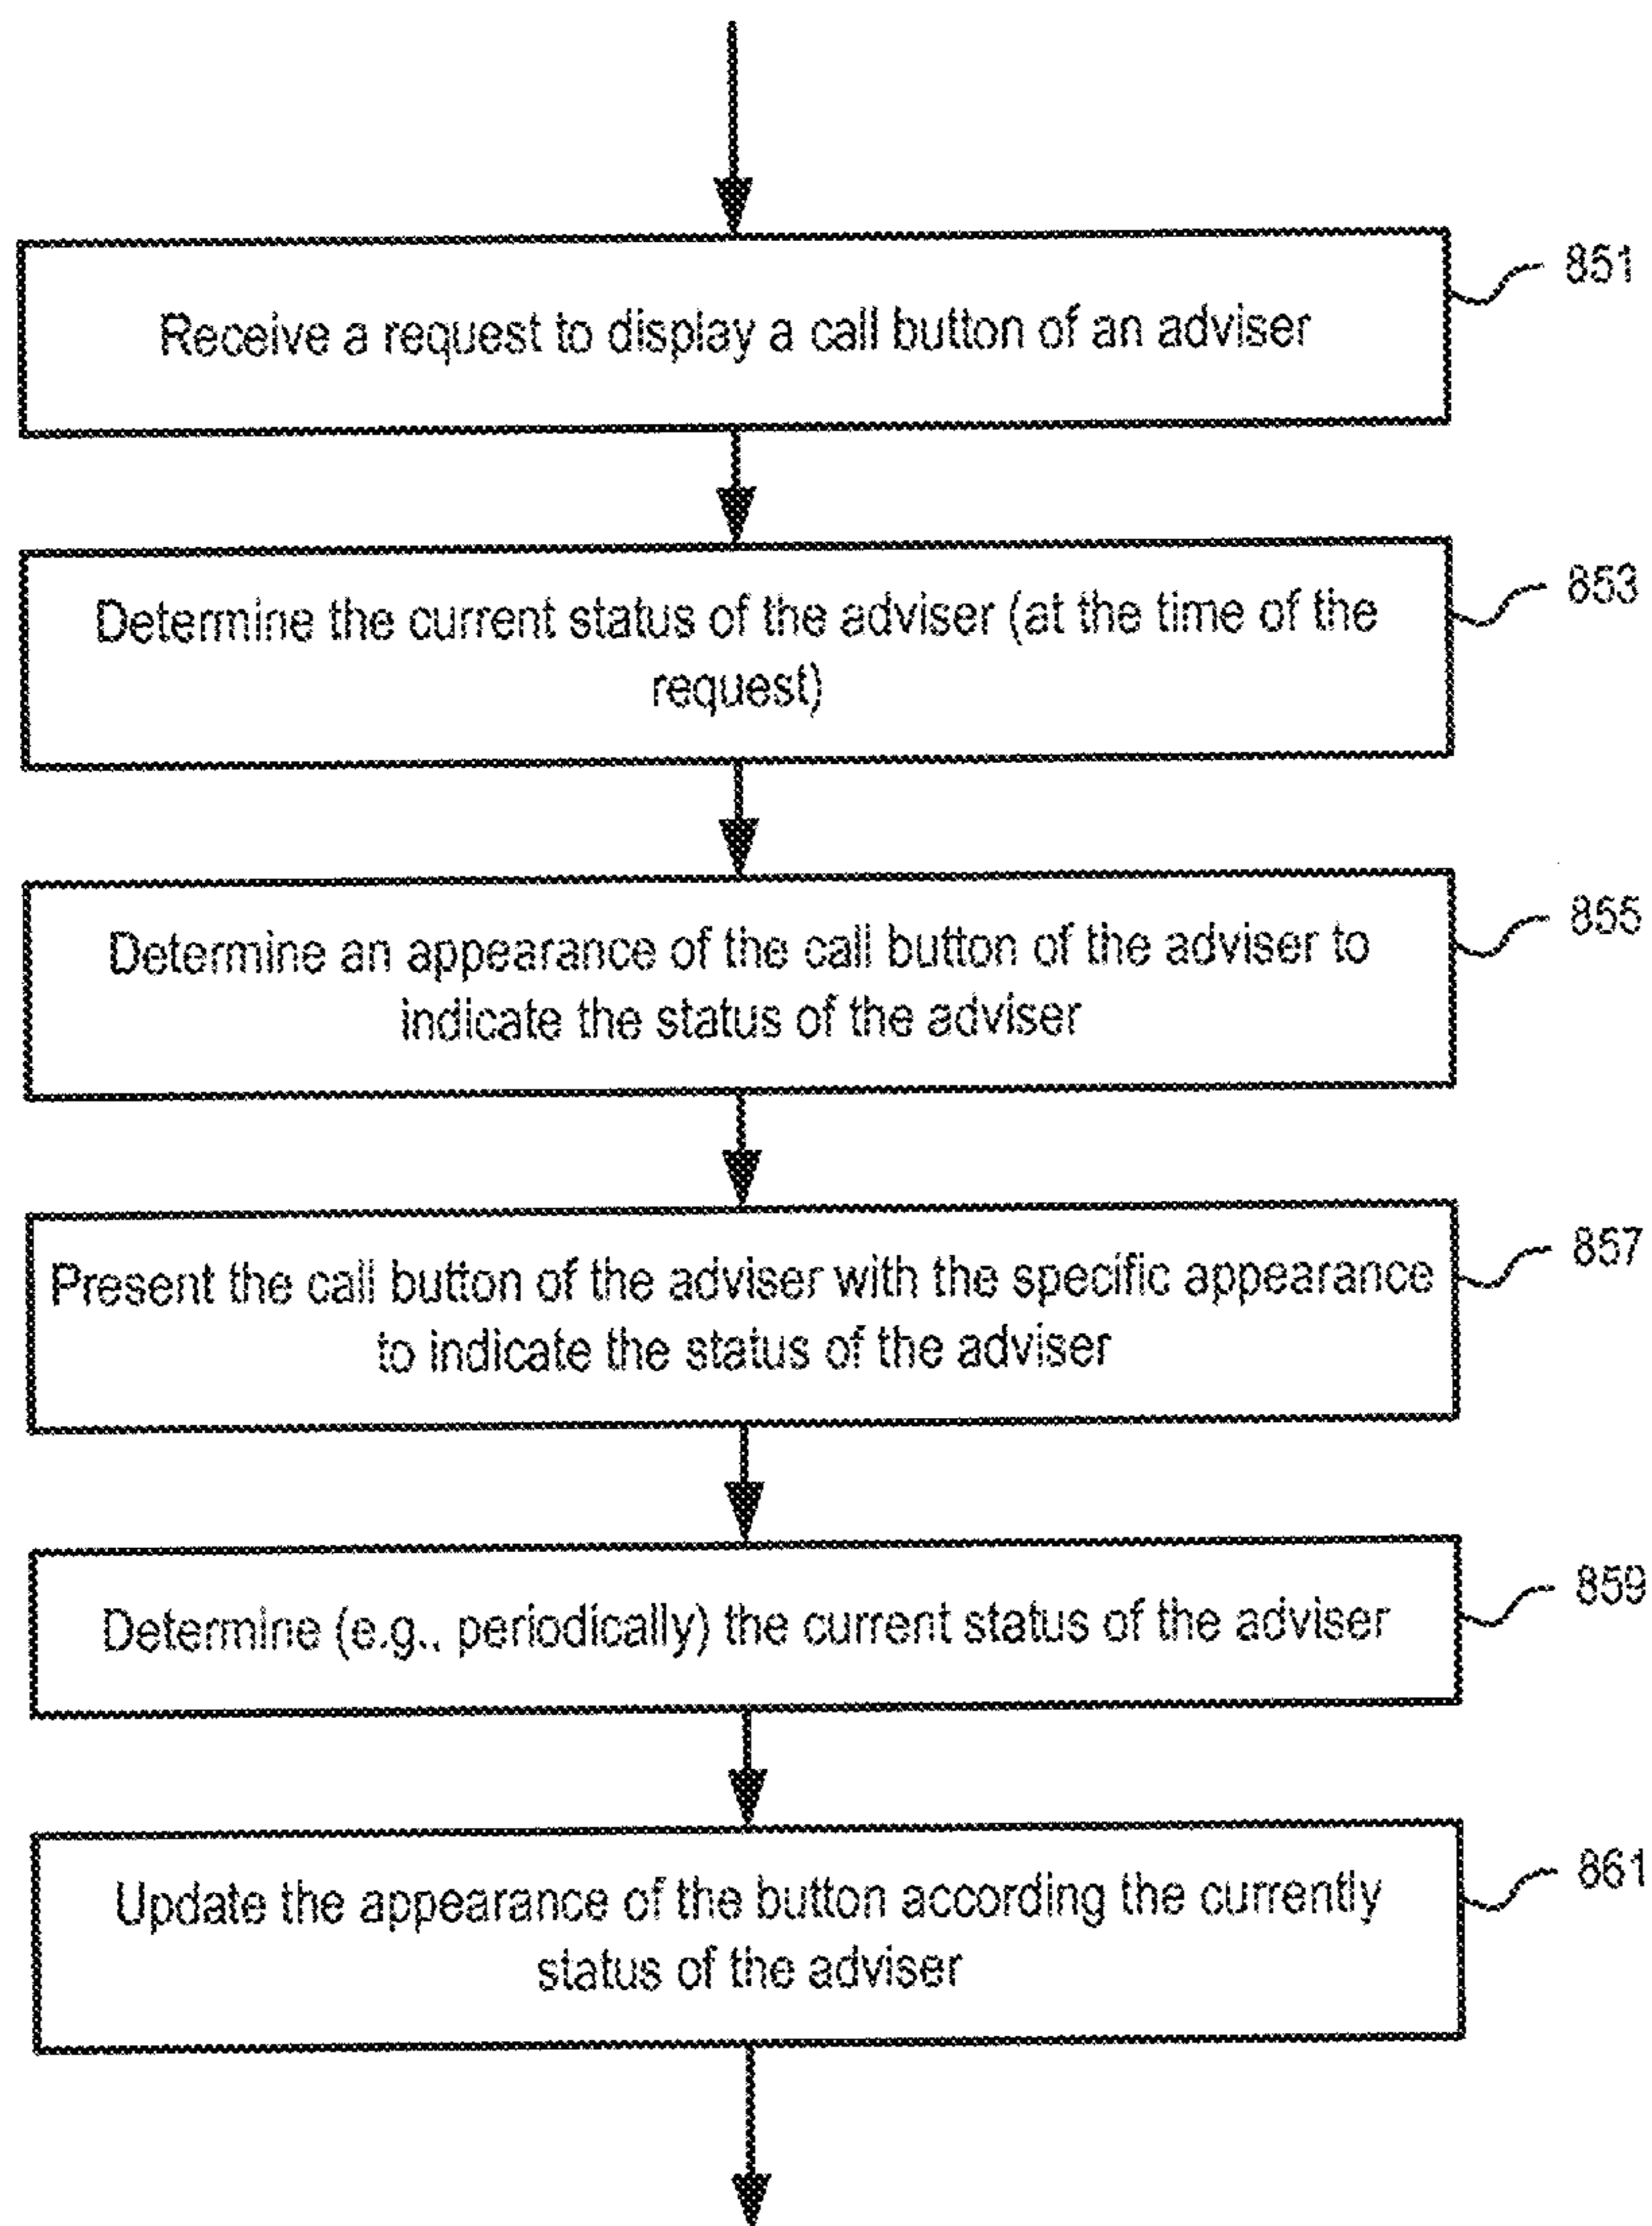 Receive a request to display a call button of an adviser
851
Determine the current status of the adviser (at the time of the
request)
853
Determine an appearance of the call button of the adviser to
indicate the status of the adviser
855
Present the call button of the adviser with the specific appearance
to indicate the status of the adviser
857
Determine (e.g., periodically) the current status of the adviser
859
Update the appearance of the button according the currently
status of the adviser
861